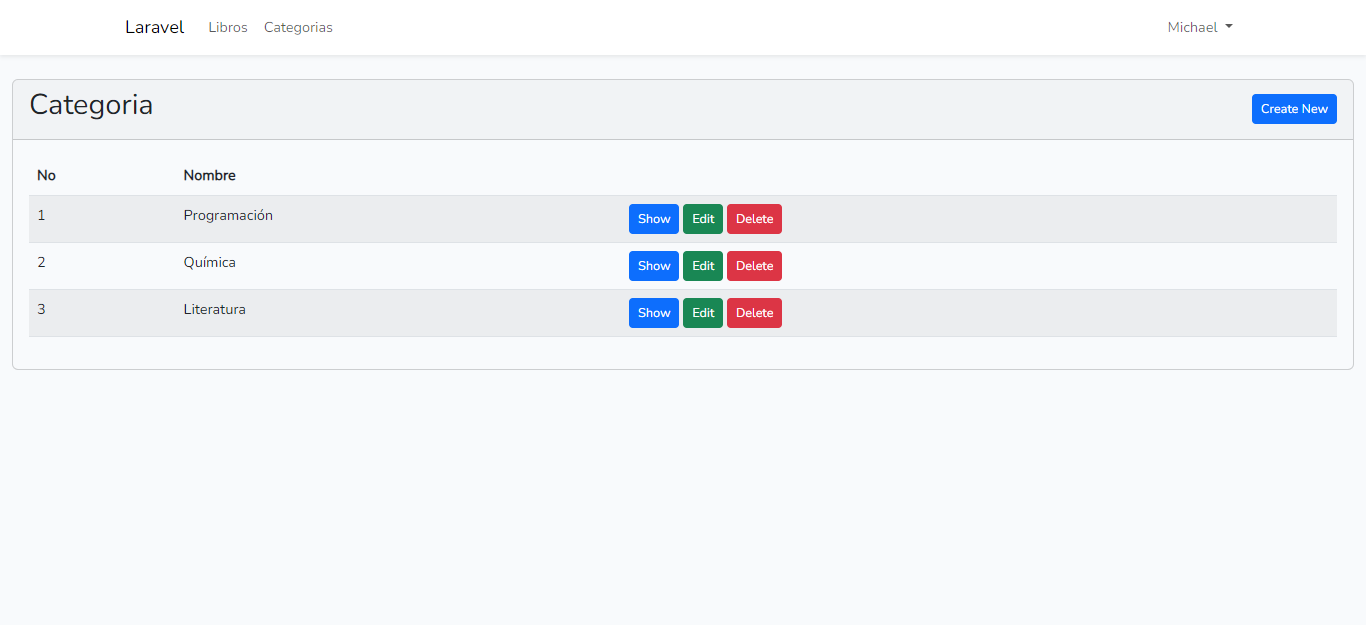 Laravel Libros Categorias Michael
Categoria Create New
No Nombre
1 Programación Show Edit Delete
2 Química Show Edit Delete
3 Literatura Show Edit Delete